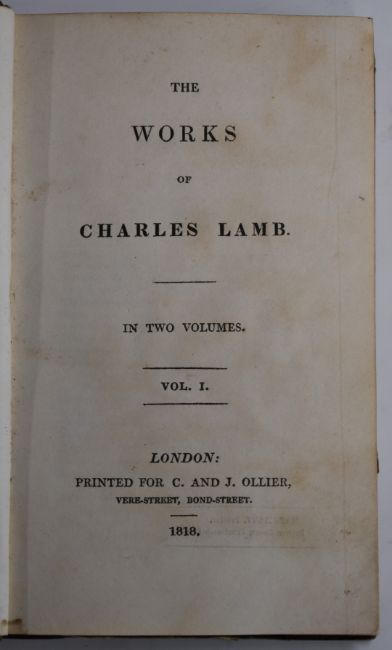 THE
WORKS
OF
CHARLES LAMB.
IN TWO VOLUMES.
VOL. I.
LONDON:
PRINTED FOR C. AND J. OLLIER,
VERE-STREET, BOND-STREET.
1818.